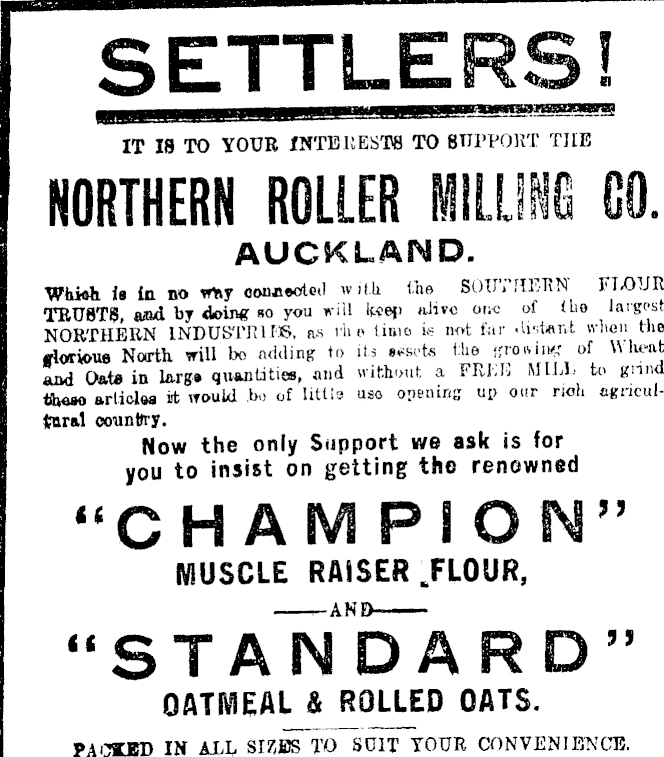 SETTLERS!
IT IS TO YOUR INTERESTS TO SUPPORT THE
NORTHERN ROLLER MILLING CO.
AUCKLAND.
Which is in no way connected with the SOUTHERN FLOUR
TRUSTS, and by doing so you will keep alive one of the largest
NORTHERN INDUSTRIES, as the time is not far distant when the
glorious North will be adding to its assets the growing of Wheat
and Oats in large quantities, and without a FREE MILL to grind
these articles it would be of little use opening up our rich agricul-
tural country.
Now the only Support we ask is for
you to insist on getting the renowned
"CHAMPION"
MUSCLE RAISER FLOUR,
AND
"STANDARD"
OATMEAL & ROLLED OATS.
PACKED IN ALL SIZES TO SUIT YOUR CONVENIENCE.